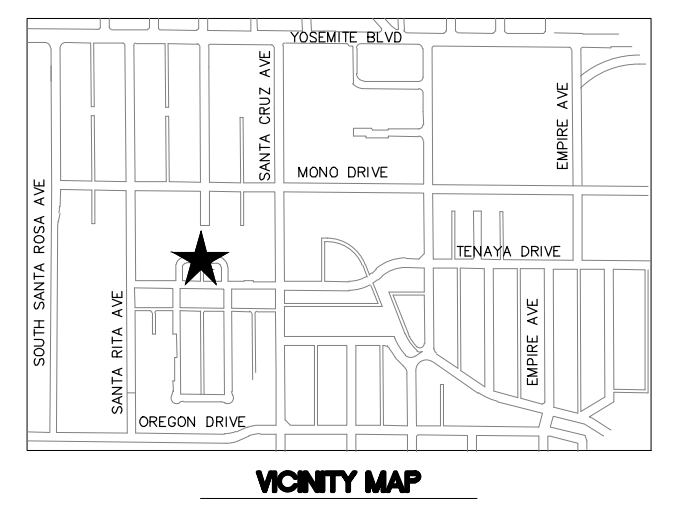 YOSEMITE BLVD
SANTA CRUZ AVE
EMPIRE AVE
MONO DRIVE
SOUTH SANTA ROSA AVE
TENAYA DRIVE
SANTA RITA AVE
EMPIRE AVE
OREGON DRIVE
VICINITY MAP